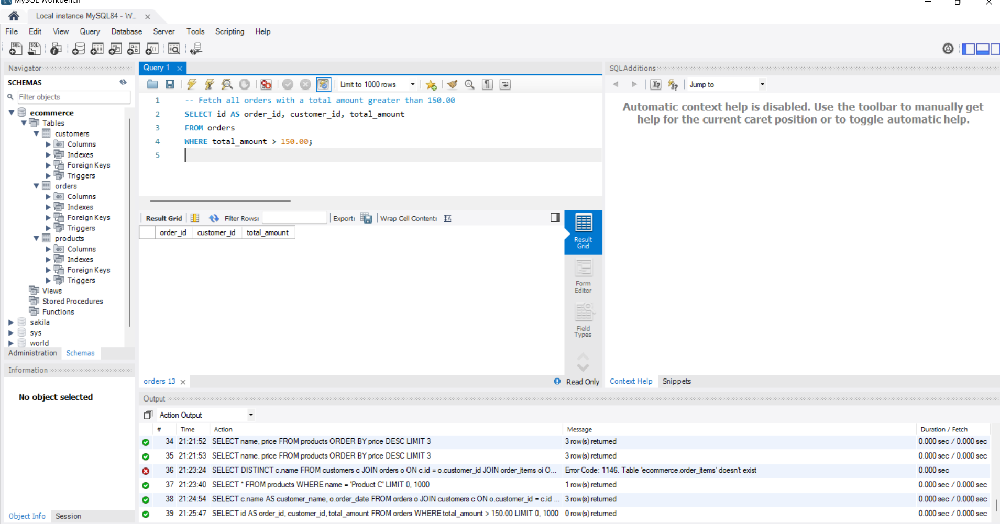 MySQL Workbench
Local instance MySQL84 - W...
File Edit View Query Database Server Tools Scripting Help
Navigator
SCHEMAS
Filter objects
ecommerce
Tables
customers
Columns
Indexes
Foreign Keys
Triggers
orders
Columns
Indexes
Foreign Keys
Triggers
products
Columns
Indexes
Foreign Keys
Triggers
Views
Stored Procedures
Functions
sakila
sys
world
Administration Schemas
Information
No object selected
Object Info Session
Query 1
Limit to 1000 rows
1 -- Fetch all orders with a total amount greater than 150.00
2 SELECT id AS order_id, customer_id, total_amount
3 FROM orders
4 WHERE total_amount > 150.00;
5
Result Grid Filter Rows: Export: Wrap Cell Content:
order_id customer_id total_amount
Result
Grid
Form
Editor
Field
Types
orders 13 Read Only
SQLAdditions
Jump to
Automatic context help is disabled. Use the toolbar to manually get
help for the current caret position or to toggle automatic help.
Context Help Snippets
Output
Action Output
# Time Action Message Duration / Fetch
34 21:21:52 SELECT name, price FROM products ORDER BY price DESC LIMIT 3 3 row(s) returned 0.000 sec / 0.000 sec
35 21:21:53 SELECT name, price FROM products ORDER BY price DESC LIMIT 3 3 row(s) returned 0.000 sec / 0.000 sec
36 21:23:24 SELECT DISTINCT c.name FROM customers c JOIN orders o ON c.id = o.customer_id JOIN order_items oi O... Error Code: 1146. Table 'ecommerce.order_items' doesn't exist 0.000 sec
37 21:23:40 SELECT * FROM products WHERE name = 'Product C' LIMIT 0, 1000 1 row(s) returned 0.000 sec / 0.000 sec
38 21:24:54 SELECT c.name AS customer_name, o.order_date FROM orders o JOIN customers c ON o.customer_id = c.id ... 3 row(s) returned 0.000 sec / 0.000 sec
39 21:25:47 SELECT id AS order_id, customer_id, total_amount FROM orders WHERE total_amount > 150.00 LIMIT 0, 1000 0 row(s) returned 0.000 sec / 0.000 sec